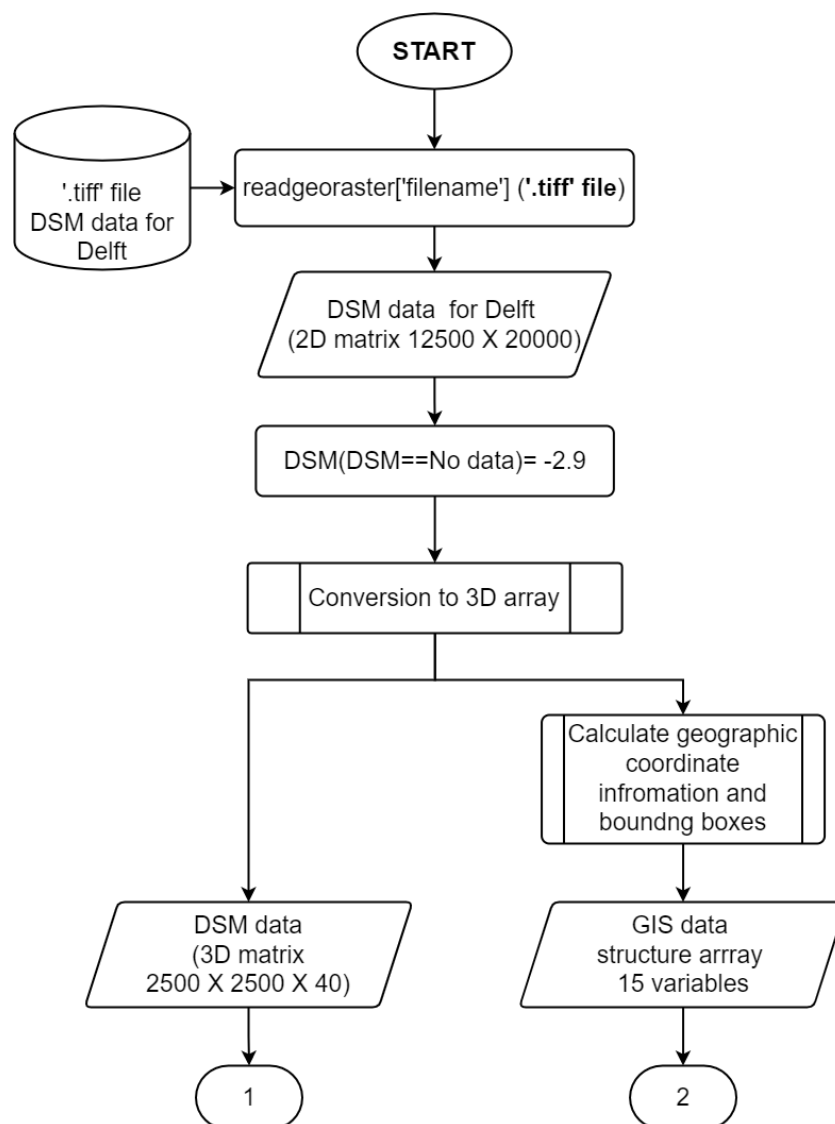 START
'.tiff' file
DSM data for
Delft
readgeoraster['filename'] ('.tiff' file)
DSM data  for Delft
(2D matrix 12500 X 20000)
DSM(DSM==No data)= -2.9
Conversion to 3D array
Calculate geographic
coordinate
infromation and
boundng boxes
DSM data
(3D matrix
2500 X 2500 X 40)
GIS data
structure arrray
15 variables
1
2